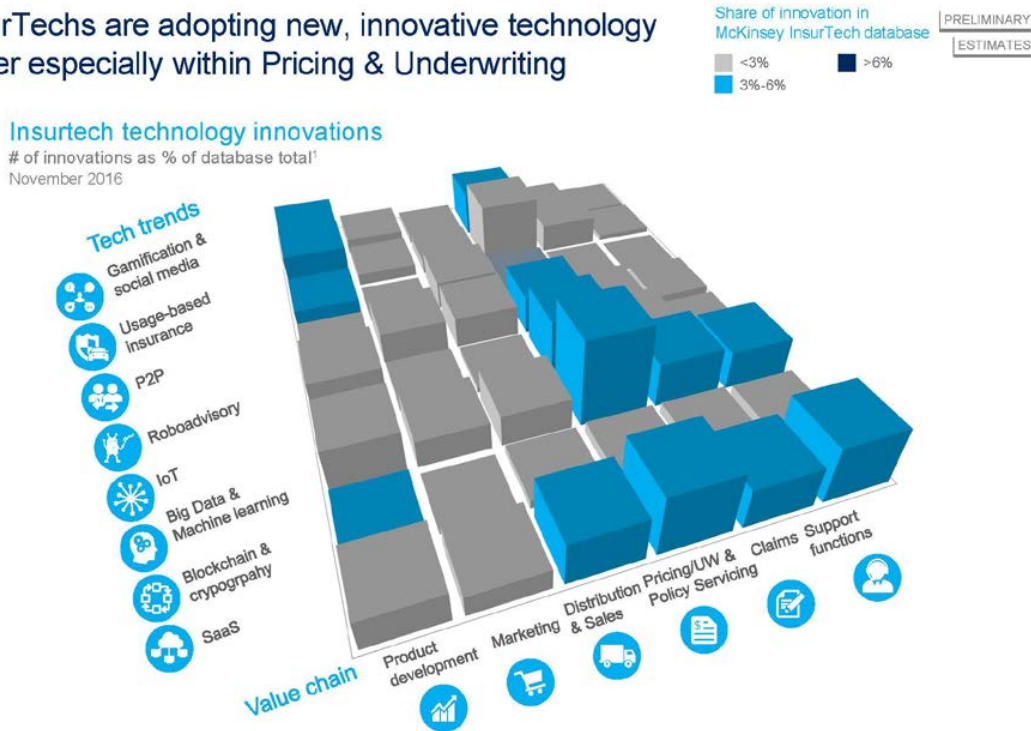 rTechs are adopting new, innovative technology
er especially within Pricing & Underwriting
Share of innovation in
McKinsey InsurTech database
PRELIMINARY
ESTIMATES
<3%
>6%
3%-6%
Insurtech technology innovations
# of innovations as % of database total¹
November 2016
Tech trends
Gamification &
social media
Usage-based
insurance
P2P
Roboadvisory
IoT
Big Data &
Machine learning
Blockchain &
crypogrpahy
SaaS
Value chain
Product
development
Marketing
Distribution
& Sales
Pricing/UW &
Policy Servicing
Claims
Support
functions